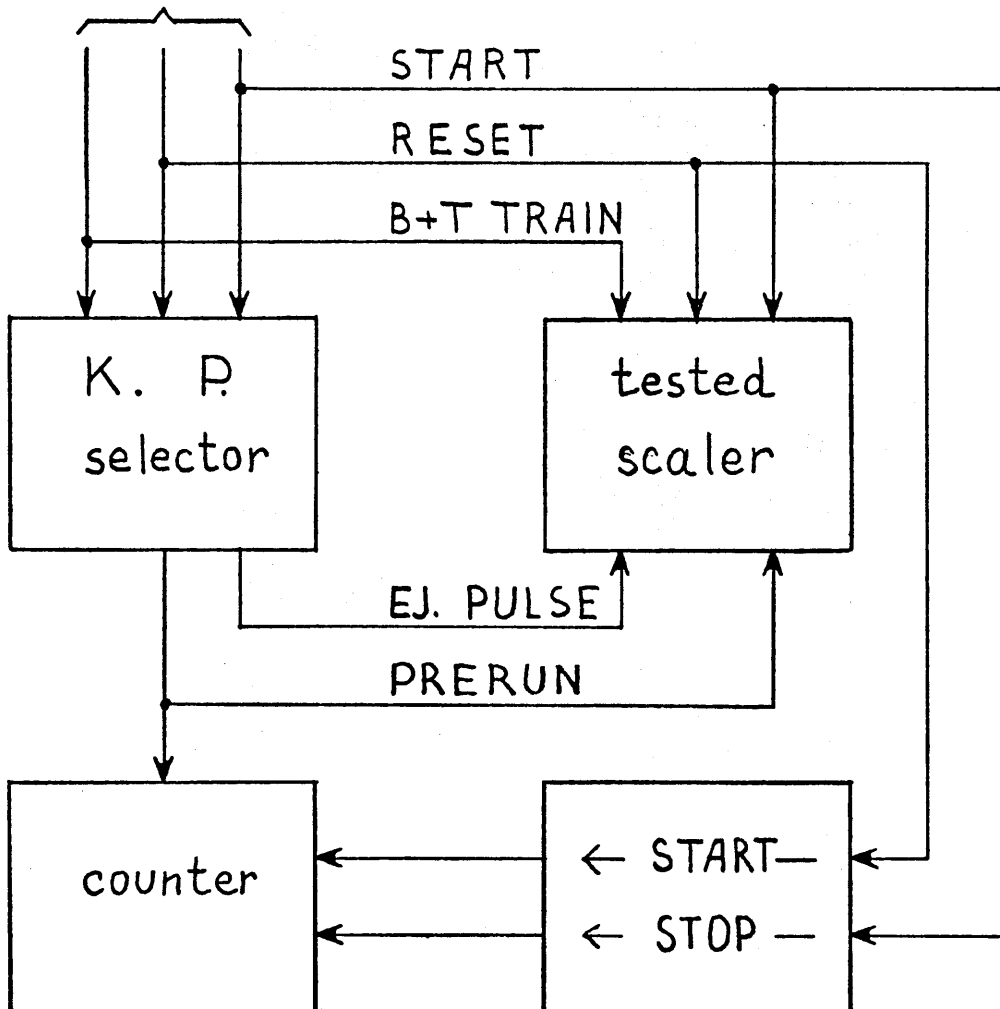 START
RESET
B+T TRAIN
K. P.
selector
tested
scaler
EJ. PULSE
PRERUN
counter
← START—
← STOP —